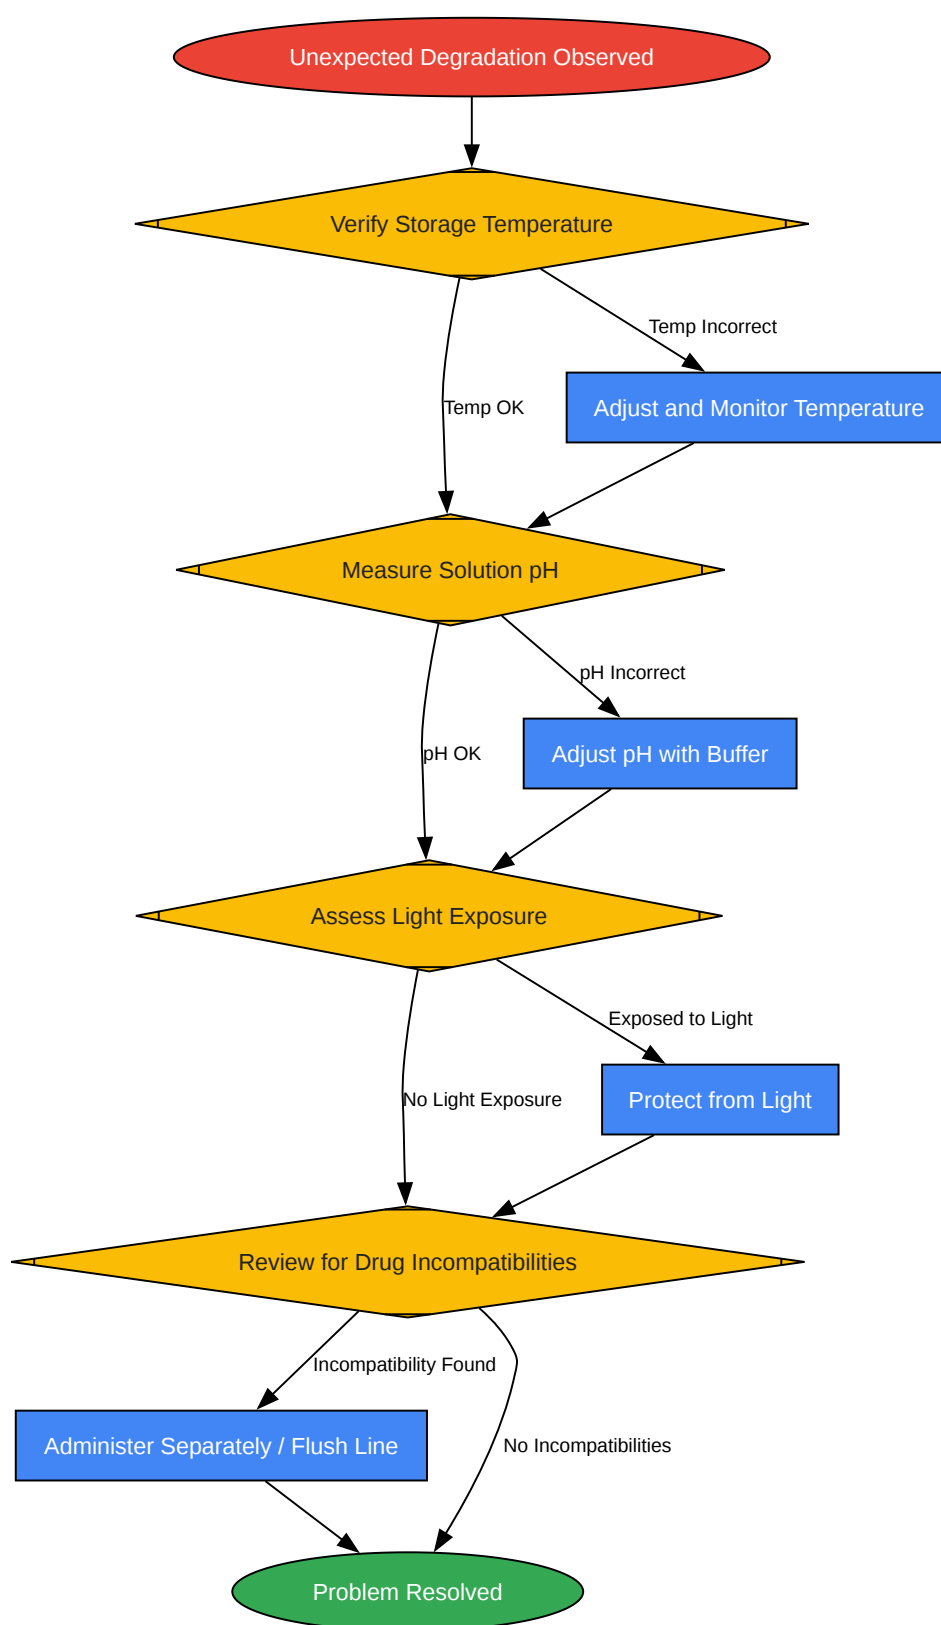 Unexpected Degradation Observed
Verify Storage Temperature
Temp Incorrect
Temp OK
Adjust and Monitor Temperature
Measure Solution pH
pH Incorrect
pH OK
Adjust pH with Buffer
Assess Light Exposure
Exposed to Light
No Light Exposure
Protect from Light
Review for Drug Incompatibilities
Incompatibility Found
Administer Separately / Flush Line
No Incompatibilities
Problem Resolved